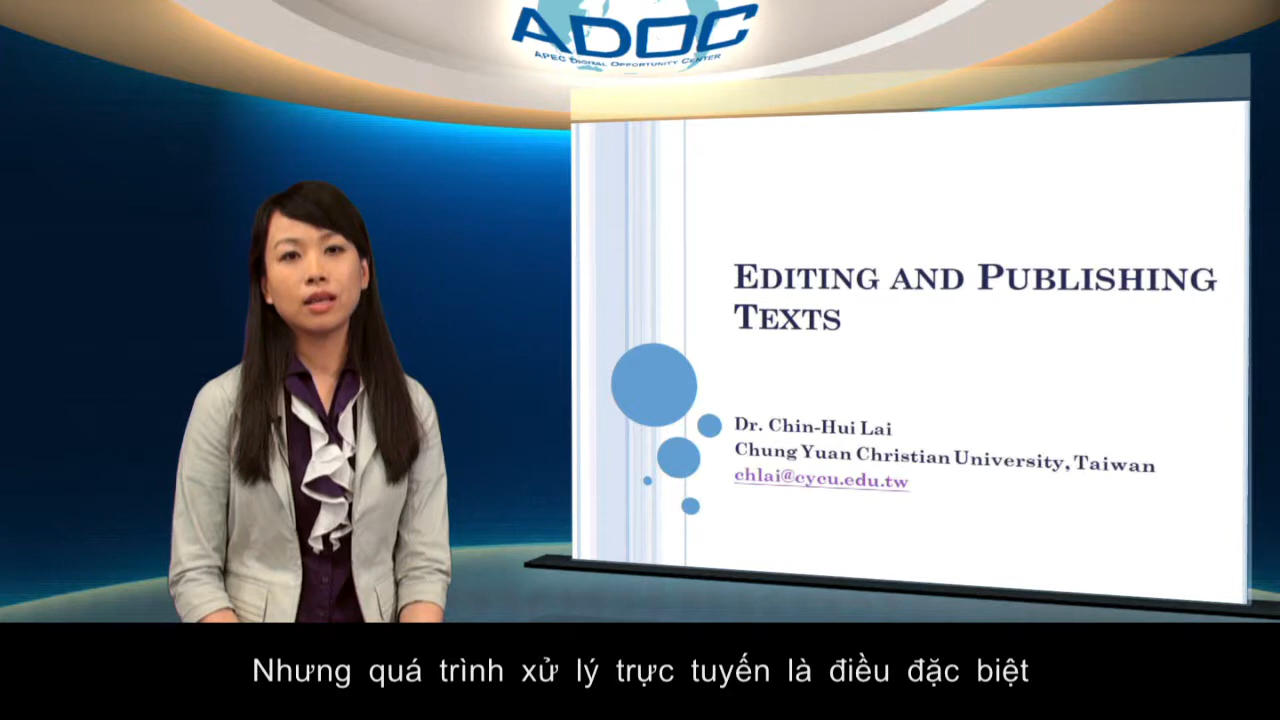 ADOC
APEC DIGITAL OPPORTUNITY CENTER
EDITING AND PUBLISHING
TEXTS
Dr. Chin-Hui Lai
Chung Yuan Christian University, Taiwan
chlai@cycu.edu.tw
Nhưng quá trình xử lý trực tuyến là điều đặc biệt